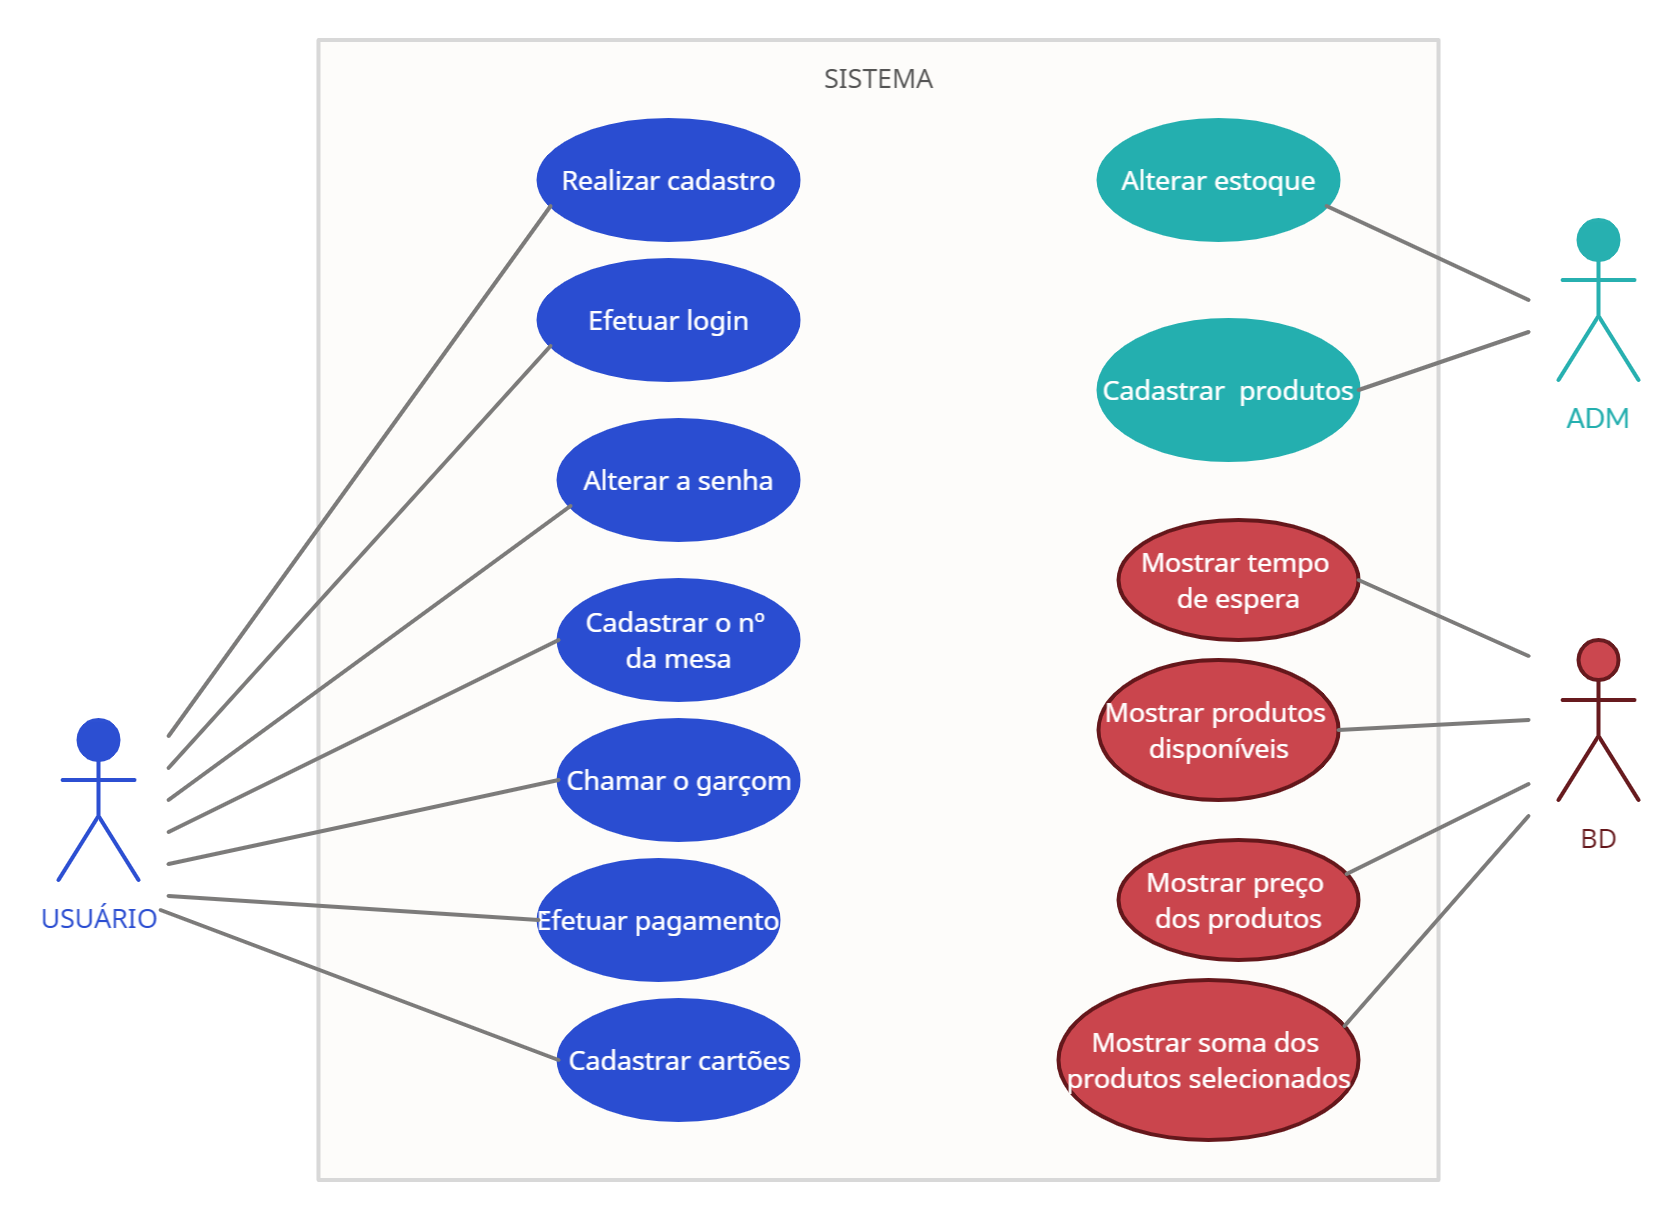 SISTEMA
Realizar cadastro
Efetuar login
Alterar a senha
Cadastrar o nº
da mesa
Chamar o garçom
Efetuar pagamento
Cadastrar cartões
USUÁRIO
Alterar estoque
Cadastrar  produtos
ADM
Mostrar tempo
de espera
Mostrar produtos
disponíveis
Mostrar preço
dos produtos
Mostrar soma dos
produtos selecionados
BD